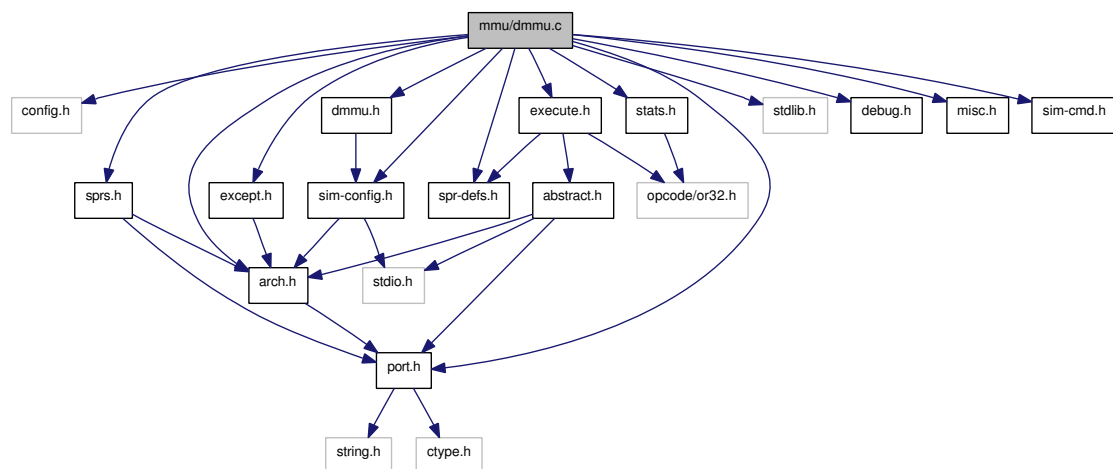 mmu/dmmu.c
config.h
dmmu.h
execute.h
stats.h
stdlib.h
debug.h
misc.h
sim-cmd.h
sprs.h
except.h
sim-config.h
spr-defs.h
abstract.h
opcode/or32.h
arch.h
stdio.h
port.h
string.h
ctype.h